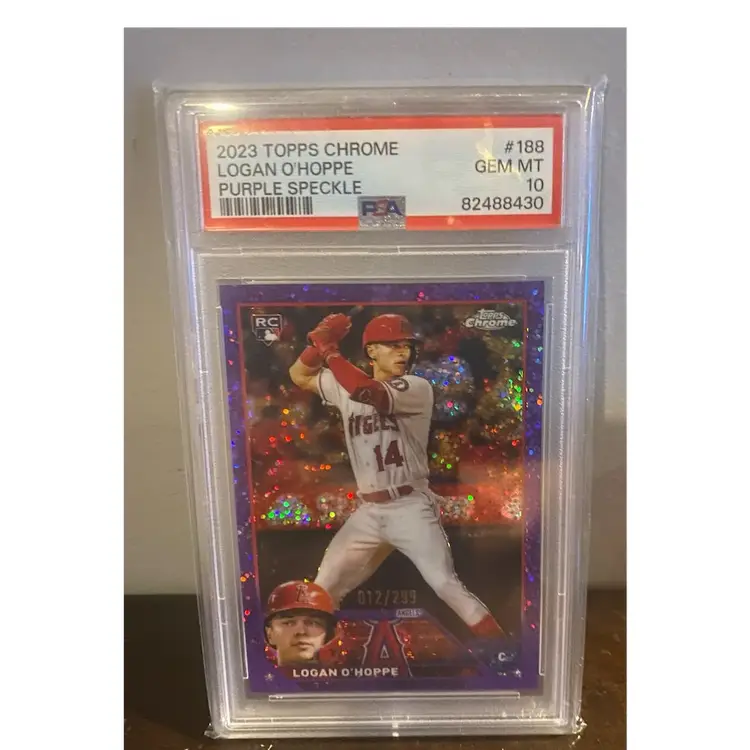 2023 TOPPS CHROME #188
LOGAN O'HOPPE GEM MT
PURPLE SPECKLE 10
PSA 82488430
RC
Topps
Chrome
ANGELS
14
012/299
ANGELS
A
C
LOGAN O'HOPPE